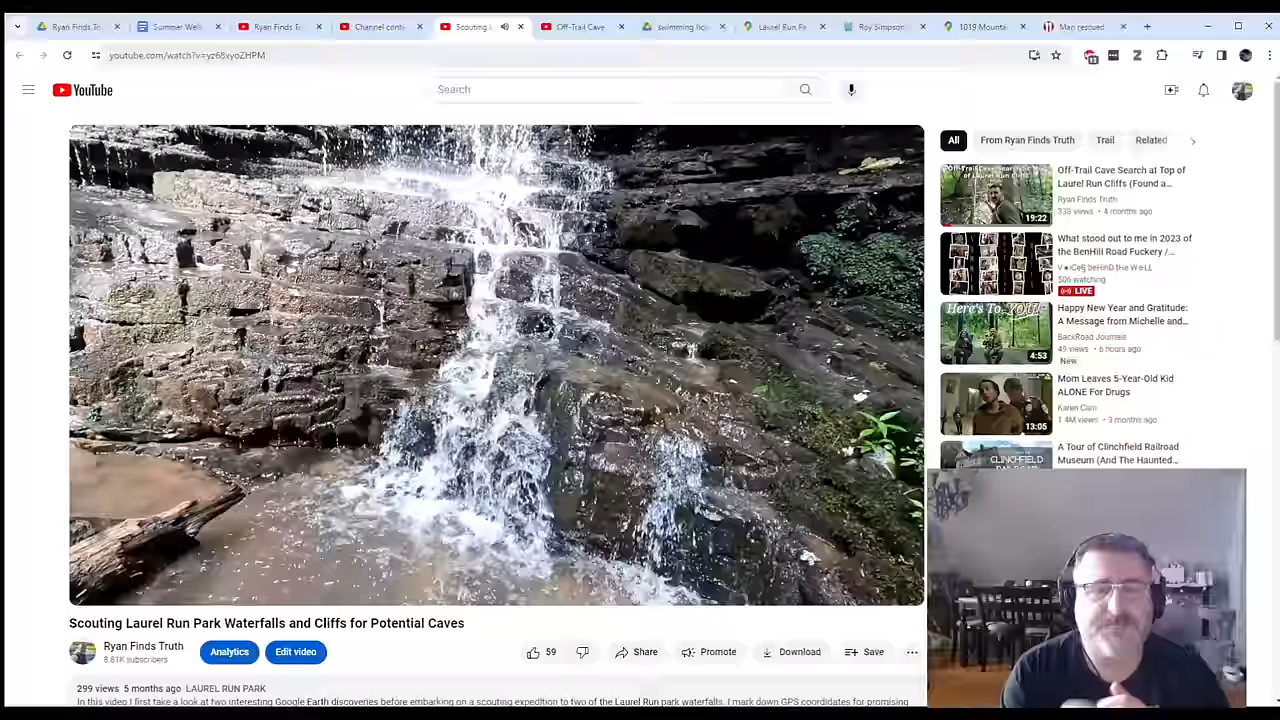 Ryan Finds Tr
Summer Wel
Ryan Finds T
Channel conte
Scouting L
Off-Trail Cave
swimming hol
Laurel Run Pa
Roy Simpson
1019 Mounta
Man rescued
youtube.com/watch?v=yz68xyoZHPM
13
YouTube
Search
All
From Ryan Finds Truth
Trail
Related
Off-Trail Cave Search at Top of
Laurel Run Cliffs (Found a...
Ryan Finds Truth
338 views • 4 months ago
19:22
What stood out to me in 2023 of
the BenHill Road Fuckery /...
506 watching
LIVE
Here's To YOU!
Happy New Year and Gratitude:
A Message from Michelle and...
BackRoad Journals
49 views • 6 hours ago
New
4:53
Mom Leaves 5-Year-Old Kid
ALONE For Drugs
Karen Cam
1.4M views • 3 months ago
13:05
A Tour of Clinchfield Railroad
Museum (And The Haunted...
CLINCHFIELD
Scouting Laurel Run Park Waterfalls and Cliffs for Potential Caves
Ryan Finds Truth
8.81K subscribers
Analytics
Edit video
59
Share
Promote
Download
Save
299 views 5 months ago LAUREL RUN PARK
In this video I first take a look at two interesting Google Earth discoveries before embarking on a scouting expedition to two of the Laurel Run park waterfalls. I mark down GPS coordinates for promising